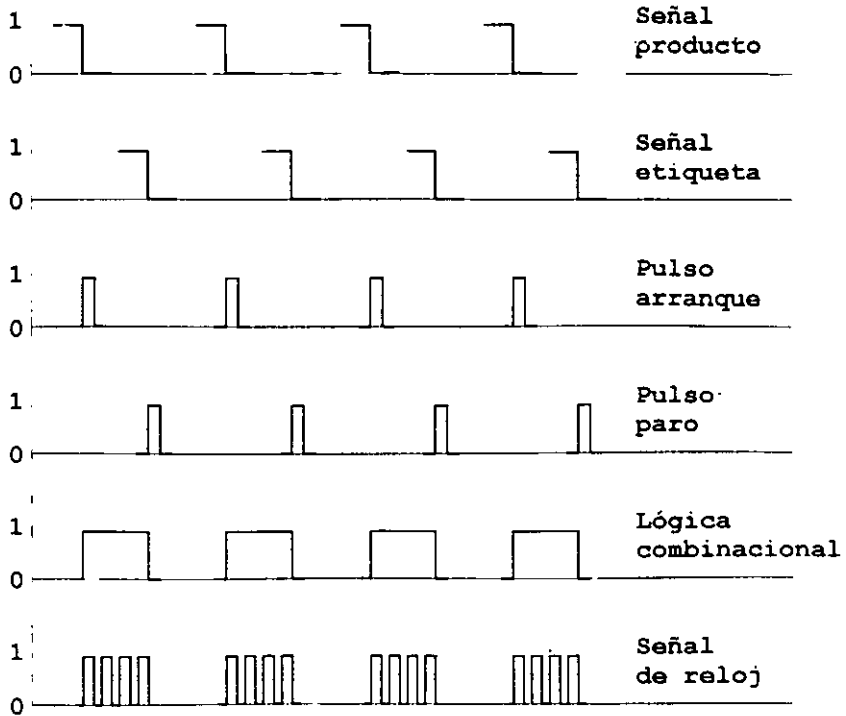 1
Señal
producto
0
1
Señal
etiqueta
0
1
Pulso
arranque
0
1
Pulso
paro
0
1
Lógica
combinacional
0
1
Señal
de reloj
0